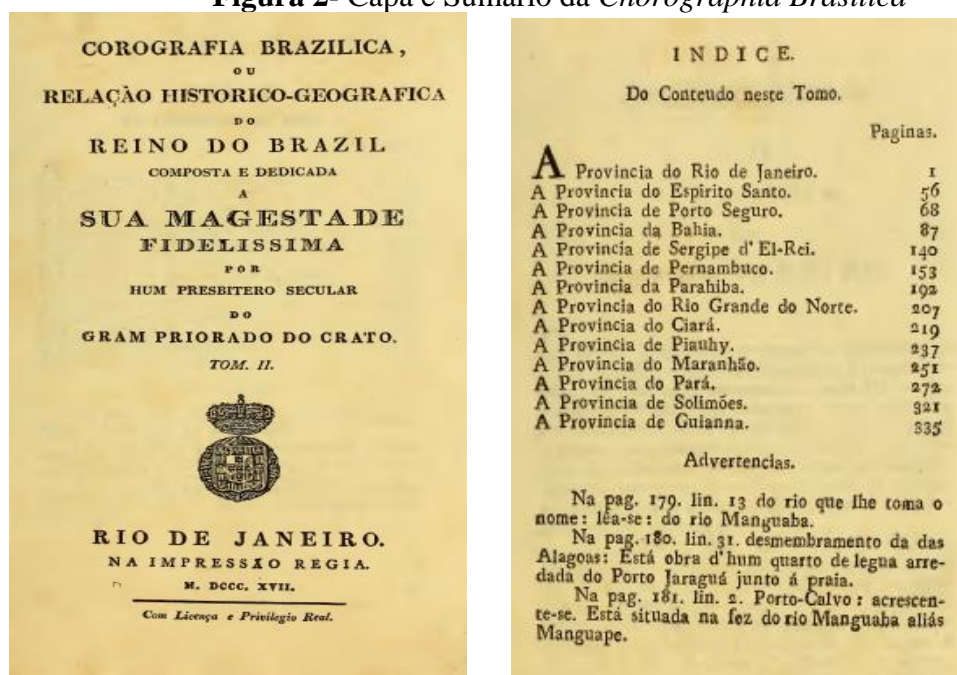 Figura 2- Capa e Sumário da Chorographia Brasilica
COROGRAFIA BRAZILICA,
OU
RELAÇÃO HISTORICO-GEOGRAFICA
DO
REINO DO BRAZIL
COMPOSTA E DEDICADA
A
SUA MAGESTADE
FIDELISSIMA
POR
HUM PRESBITERO SECULAR
DO
GRAM PRIORADO DO CRATO.
TOM. II.
RIO DE JANEIRO.
NA IMPRESSÃO REGIA.
M. DCCC. XVII.
Com Licença e Privilegio Real.
INDICE.
Do Conteudo neste Tomo.
Paginas.
A Provincia do Rio de Janeiro. 1
A Provincia do Espirito Santo. 56
A Provincia de Porto Seguro. 68
A Provincia da Bahia. 87
A Provincia de Sergipe d' El-Rei. 140
A Provincia de Pernambuco. 153
A Provincia da Parahiba. 192
A Provincia do Rio Grande do Norte. 207
A Provincia do Ciará. 219
A Provincia de Piauhy. 237
A Provincia do Maranhão. 251
A Provincia do Pará. 272
A Provincia de Solimões. 321
A Provincia de Guianna. 335
Advertencias.
Na pag. 179. lin. 13 do rio que lhe toma o
nome: lêa-se: do rio Manguaba.
Na pag. 180. lin. 31. desmembramento da das
Alagoas: Está obra d'hum quarto de legua arre-
dada do Porto Jaraguá junto á praia.
Na pag. 181. lin. 2. Porto-Calvo: acrescen-
te-se. Está situada na fez do rio Manguaba aliás
Manguape.